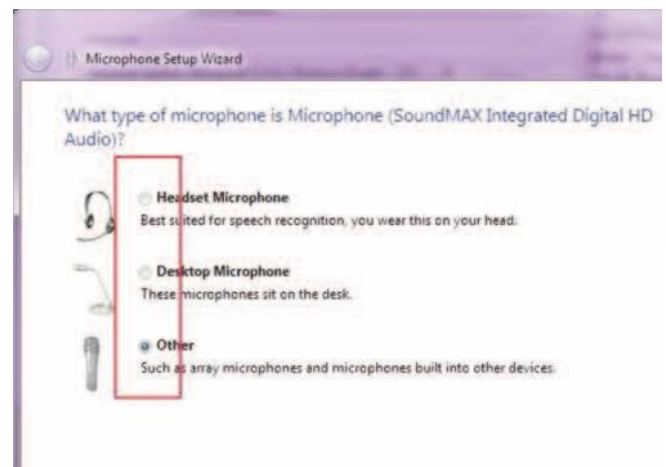 Microphone Setup Wizard
What type of microphone is Microphone (SoundMAX Integrated Digital HD
Audio)?
Headset Microphone
Best suited for speech recognition, you wear this on your head.
Desktop Microphone
These microphones sit on the desk.
Other
Such as array microphones and microphones built into other devices.